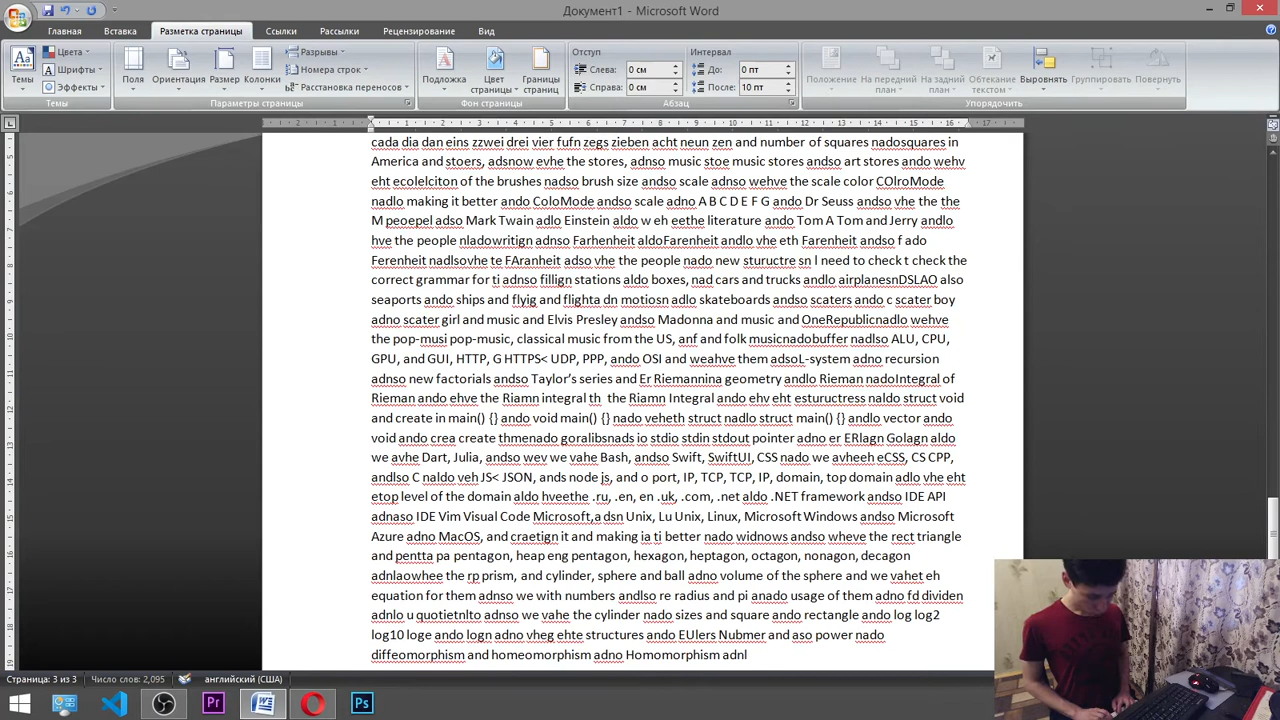 Документ1 - Microsoft Word
Главная Вставка Разметка страницы Ссылки Рассылки Рецензирование Вид
Темы Цвета Шрифты Эффекты Поля Ориентация Размер Колонки Разрывы Номера строк Расстановка переносов Подложка Цвет страницы Границы страниц Отступ Слева: 0 см Справа: 0 см Интервал До: 0 пт После: 10 пт Положение На передний план На задний план Обтекание текстом Выровнять Группировать Повернуть
Темы Параметры страницы Фон страницы Абзац Упорядочить
2 1 1 2 3 4 5 6 7 8 9 10 11 12 13 14 15 16 17
cada dia dan eins zzwei drei vier fufn zegs zieben acht neun zen and number of squares nadosquares in
America and stoers, adsnow evhe the stores, adnso music stoe music stores andso art stores ando wehv
eht ecolelciton of the brushes nadso brush size andso scale adnso wehve the scale color COlroMode
nadlo making it better ando ColoMode andso scale adno A B C D E F G ando Dr Seuss andso vhe the the
M peoepel adso Mark Twain adlo Einstein aldo w eh eethe literature ando Tom A Tom and Jerry andlo
hve the people nladowritign adnso Farhenheit aldoFarenheit andlo vhe eth Farenheit andso f ado
Ferenheit nadlsovhe te FAranheit adso vhe the people nado new stuructre sn I need to check t check the
correct grammar for ti adnso fillign stations aldo boxes, nad cars and trucks andlo airplanesnDSLAO also
seaports ando ships and flyig and flighta dn motiosn adlo skateboards andso scaters ando c scater boy
adno scater girl and music and Elvis Presley andso Madonna and music and OneRepublicnadlo wehve
the pop-musi pop-music, classical music from the US, anf and folk musicnadobuffer nadlso ALU, CPU,
GPU, and GUI, HTTP, G HTTPS< UDP, PPP, ando OSI and weahve them adsoL-system adno recursion
adnso new factorials andso Taylor's series and Er Riemannina geometry andlo Rieman nadoIntegral of
Rieman ando ehve the Riamn integral th  the Riamn Integral ando ehv eht estuructress naldo struct void
and create in main() {} ando void main() {} nado veheth struct nadlo struct main() {} andlo vector ando
void ando crea create thmenado goralibsnads io stdio stdin stdout pointer adno er ERlagn Golagn aldo
we avhe Dart, Julia, andso wev we vahe Bash, andso Swift, SwiftUI, CSS nado we avheeh eCSS, CS CPP,
andlso C naldo veh JS< JSON, ands node js, and o port, IP, TCP, TCP, IP, domain, top domain adlo vhe eht
etop level of the domain aldo hveethe .ru, .en, en .uk, .com, .net aldo .NET framework andso IDE API
adnaso IDE Vim Visual Code Microsoft,a dsn Unix, Lu Unix, Linux, Microsoft Windows andso Microsoft
Azure adno MacOS, and craetign it and making ia ti better nado widnows andso wheve the rect triangle
and pentta pa pentagon, heap eng pentagon, hexagon, heptagon, octagon, nonagon, decagon
adnlaowhee the rp prism, and cylinder, sphere and ball adno volume of the sphere and we vahet eh
equation for them adnso we with numbers andlso re radius and pi anado usage of them adno fd dividen
adnlo u quotietnlto adnso we vahe the cylinder nado sizes and square ando rectangle ando log log2
log10 loge ando logn adno vheg ehte structures ando EUlers Nubmer and aso power nado
diffeomorphism and homeomorphism adno Homomorphism adnl
Страница: 3 из 3 Число слов: 2,095 английский (США)
Pr Ps